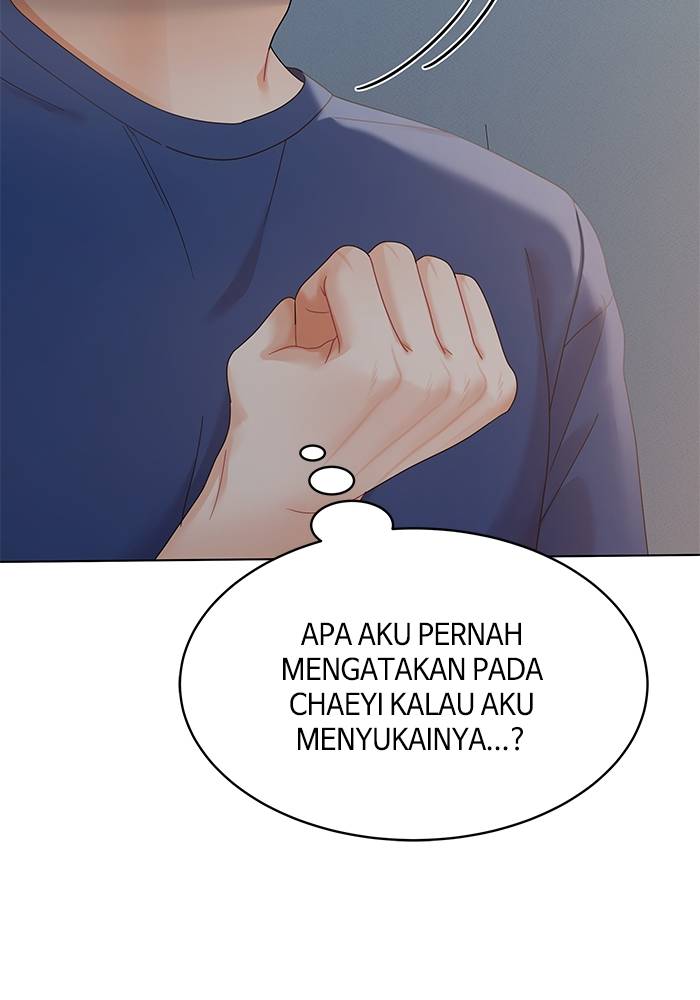 APA AKU PERNAH
MENGATAKAN PADA
CHAEYI KALAU AKU
MENYUKAINYA...?